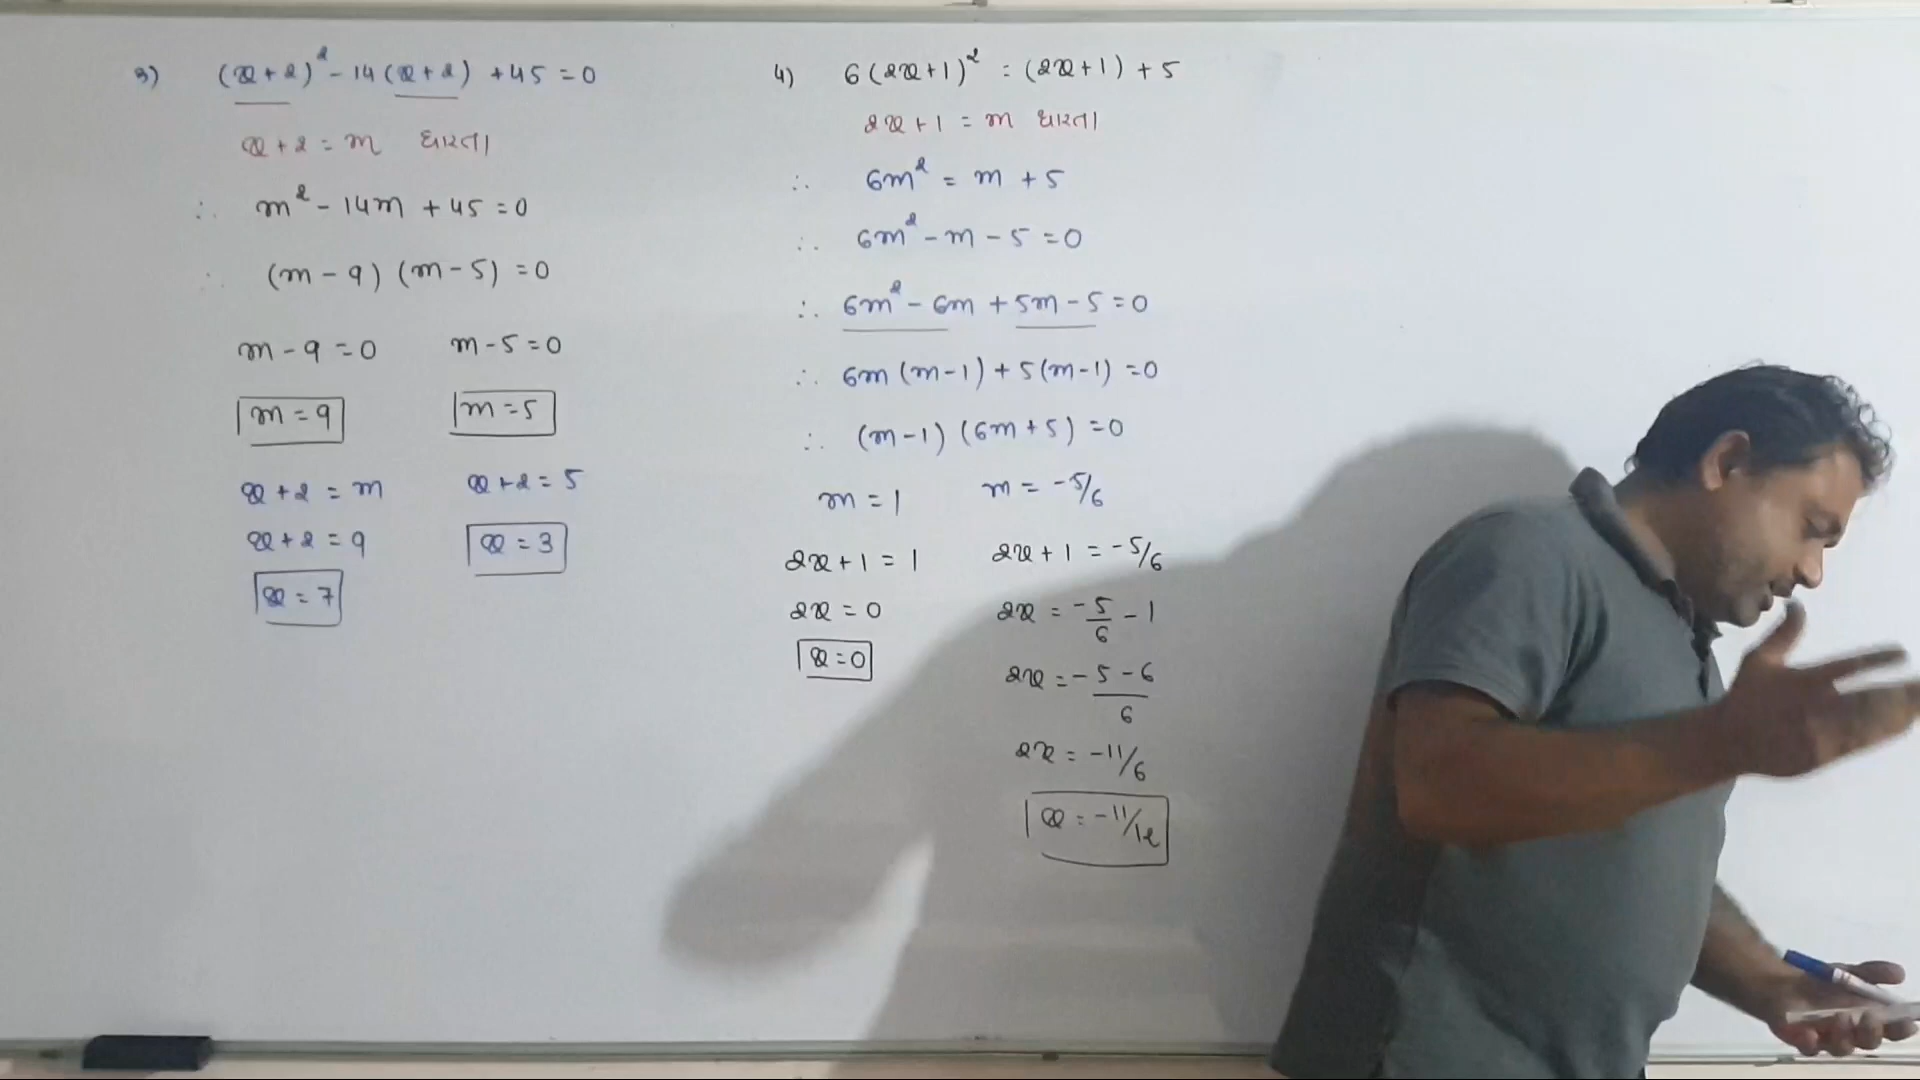 3) (x+2)² - 14(x+2) + 45 = 0
x + 2 = m धारता
∴ m² - 14m + 45 = 0
∴ (m - 9) (m - 5) = 0
m - 9 = 0 m - 5 = 0
m = 9 m = 5
x + 2 = m x + 2 = 5
x + 2 = 9 x = 3
x = 7
4) 6(2x+1)² = (2x+1) + 5
2x + 1 = m धारता
∴ 6m² = m + 5
∴ 6m² - m - 5 = 0
∴ 6m² - 6m + 5m - 5 = 0
∴ 6m (m-1) + 5(m-1) = 0
∴ (m-1) (6m+5) = 0
m = 1 m = -5/6
2x + 1 = 1 2x + 1 = -5/6
2x = 0 2x = -5/6 - 1
x = 0 2x = -5-6/6
2x = -11/6
x = -11/12